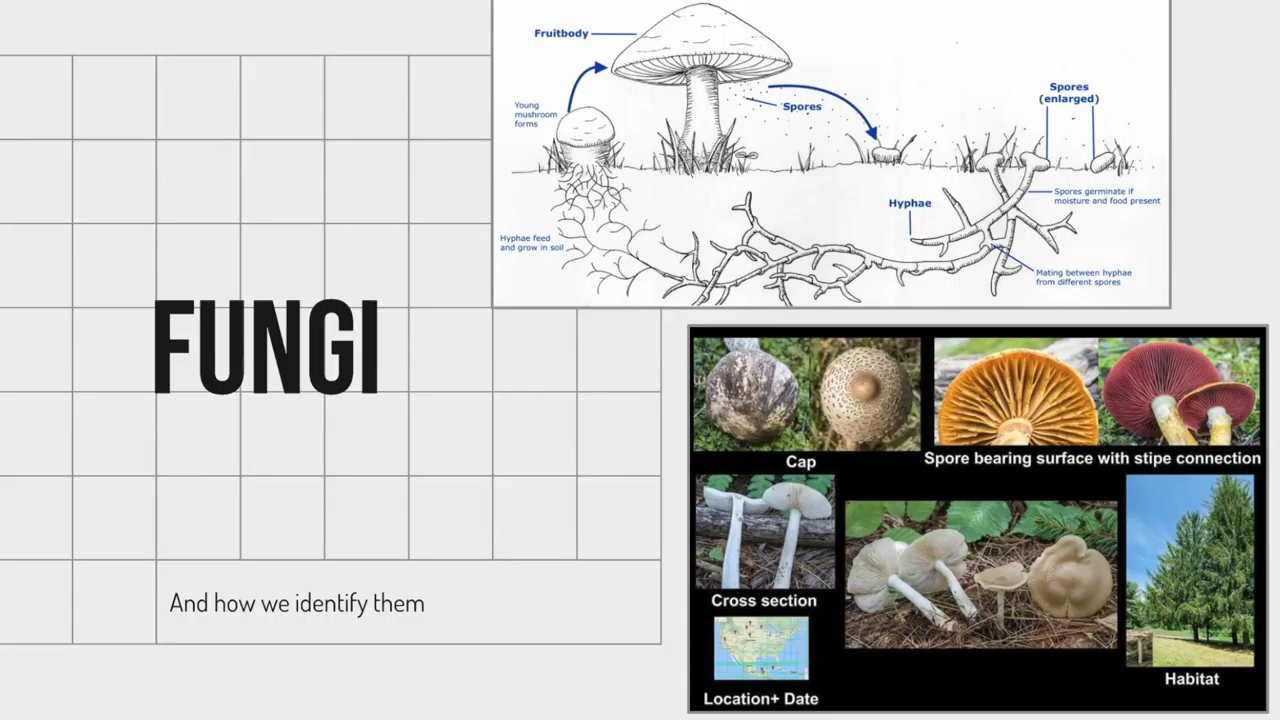 FUNGI
And how we identify them
Fruitbody
Young
mushroom
forms
Spores
Spores
(enlarged)
Hyphae
Spores germinate if
moisture and food present
Hyphae feed
and grow in soil
Mating between hyphae
from different spores
Cap
Spore bearing surface with stipe connection
Cross section
Location+ Date
Habitat